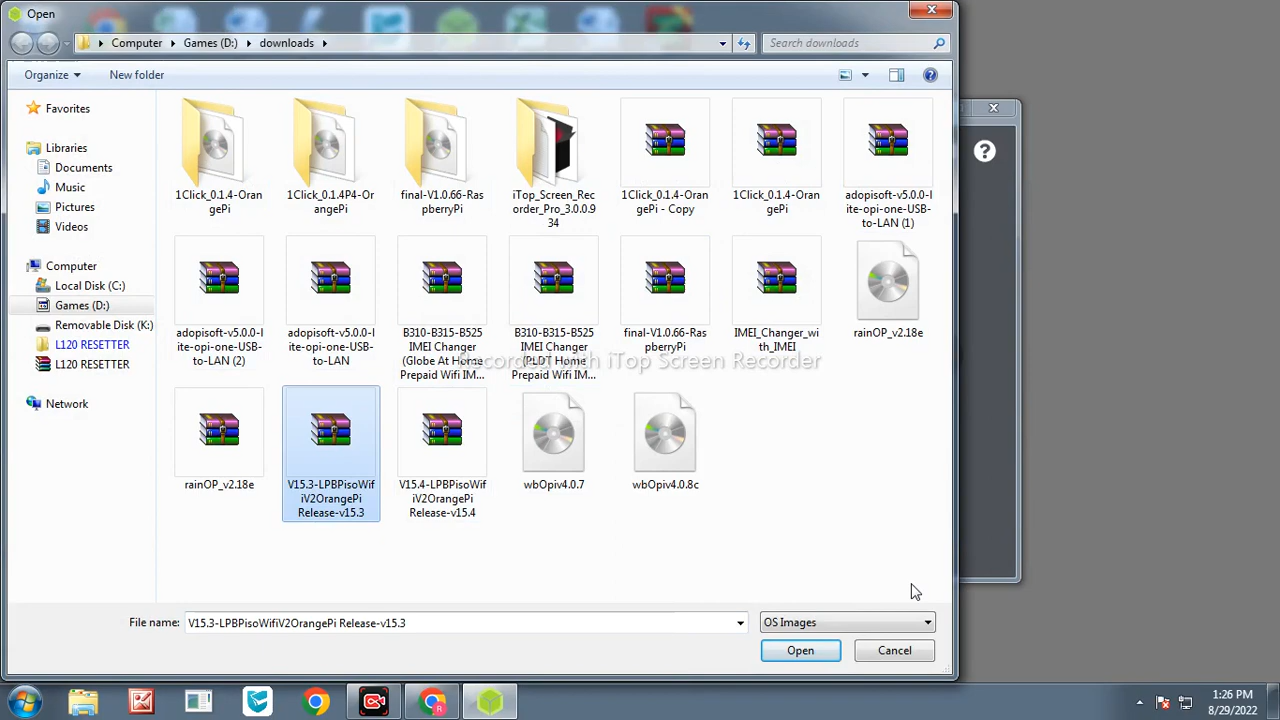 Open
Computer
Games (D:)
downloads
Search downloads
Organize
New folder
Favorites
Libraries
Documents
Music
Pictures
Videos
Computer
Local Disk (C:)
Games (D:)
Removable Disk (K:)
L120 RESETTER
L120 RESETTER
Network
1Click_0.1.4-Oran
gePi
1Click_0.1.4P4-Or
angePi
final-V1.0.66-Ras
pberryPi
iTop_Screen_Rec
order_Pro_3.0.0.9
34
1Click_0.1.4-Oran
gePi - Copy
1Click_0.1.4-Oran
gePi
adopisoft-v5.0.0-l
ite-opi-one-USB-
to-LAN (1)
adopisoft-v5.0.0-l
ite-opi-one-USB-
to-LAN (2)
adopisoft-v5.0.0-l
ite-opi-one-USB-
to-LAN
B310-B315-B525
IMEI Changer
(Globe At Home
Prepaid Wifi IM...
B310-B315-B525
IMEI Changer
(PLDT Home
Prepaid Wifi IM...
final-V1.0.66-Ras
pberryPi
IMEI_Changer_wi
th_IMEI
rainOP_v2.18e
Recorded with iTop Screen Recorder
rainOP_v2.18e
V15.3-LPBPisoWif
iV2OrangePi
Release-v15.3
V15.4-LPBPisoWif
iV2OrangePi
Release-v15.4
wbOpiv4.0.7
wbOpiv4.0.8c
File name:
V15.3-LPBPisoWifiV2OrangePi Release-v15.3
OS Images
Open
Cancel
1:26 PM
8/29/2022